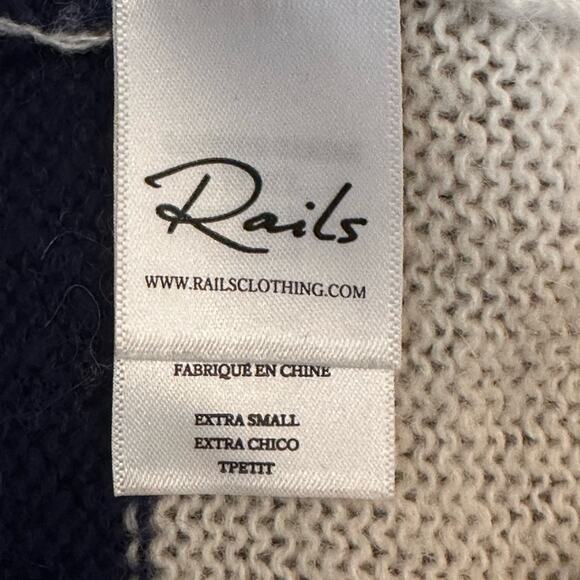 Rails
WWW.RAILSCLOTHING.COM
FABRIQUÉ EN CHINE
EXTRA SMALL
EXTRA CHICO
TPETIT